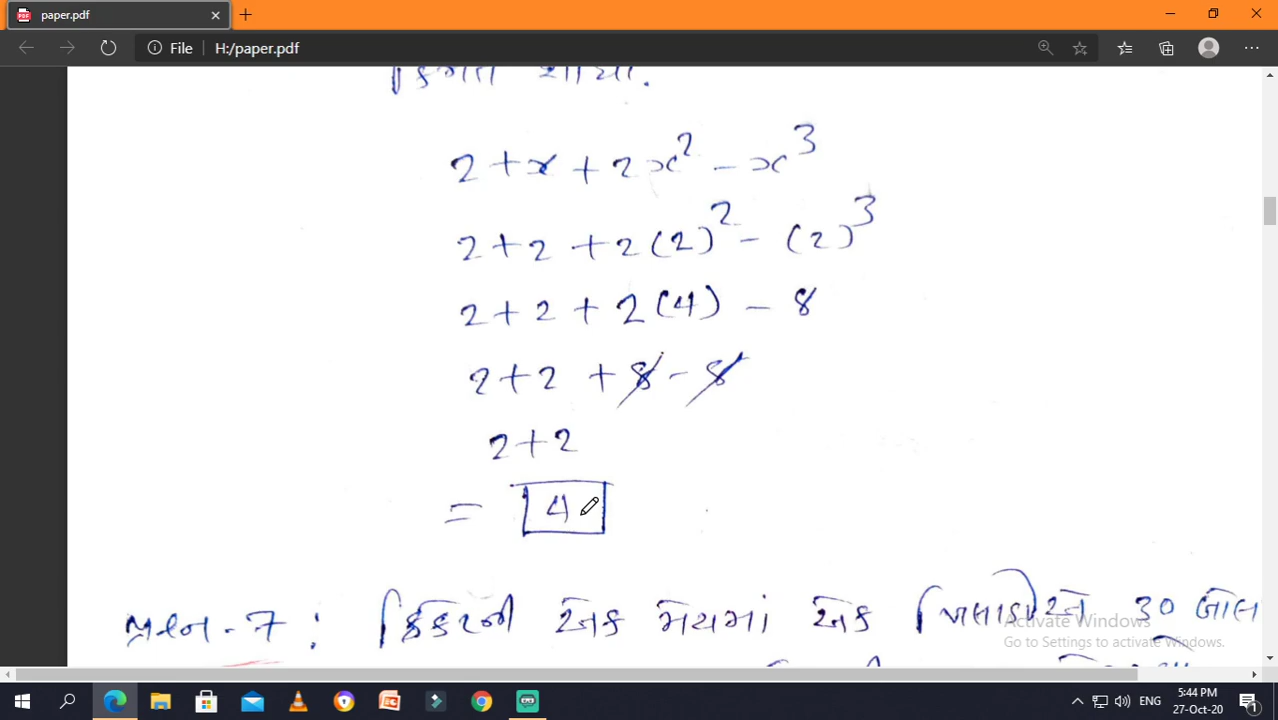 paper.pdf
File H:/paper.pdf
2 + x + 2x² - x³
2 + 2 + 2(2)² - (2)³
2 + 2 + 2(4) - 8
2 + 2 + 8 - 8
2 + 2
= 4
પ્રશ્ન - 7 : ક્રિકેટની એક મેચમાં એક ખેલાડીને 30 બોલ
Activate Windows
Go to Settings to activate Windows.
ENG
5:44 PM
27-Oct-20
1